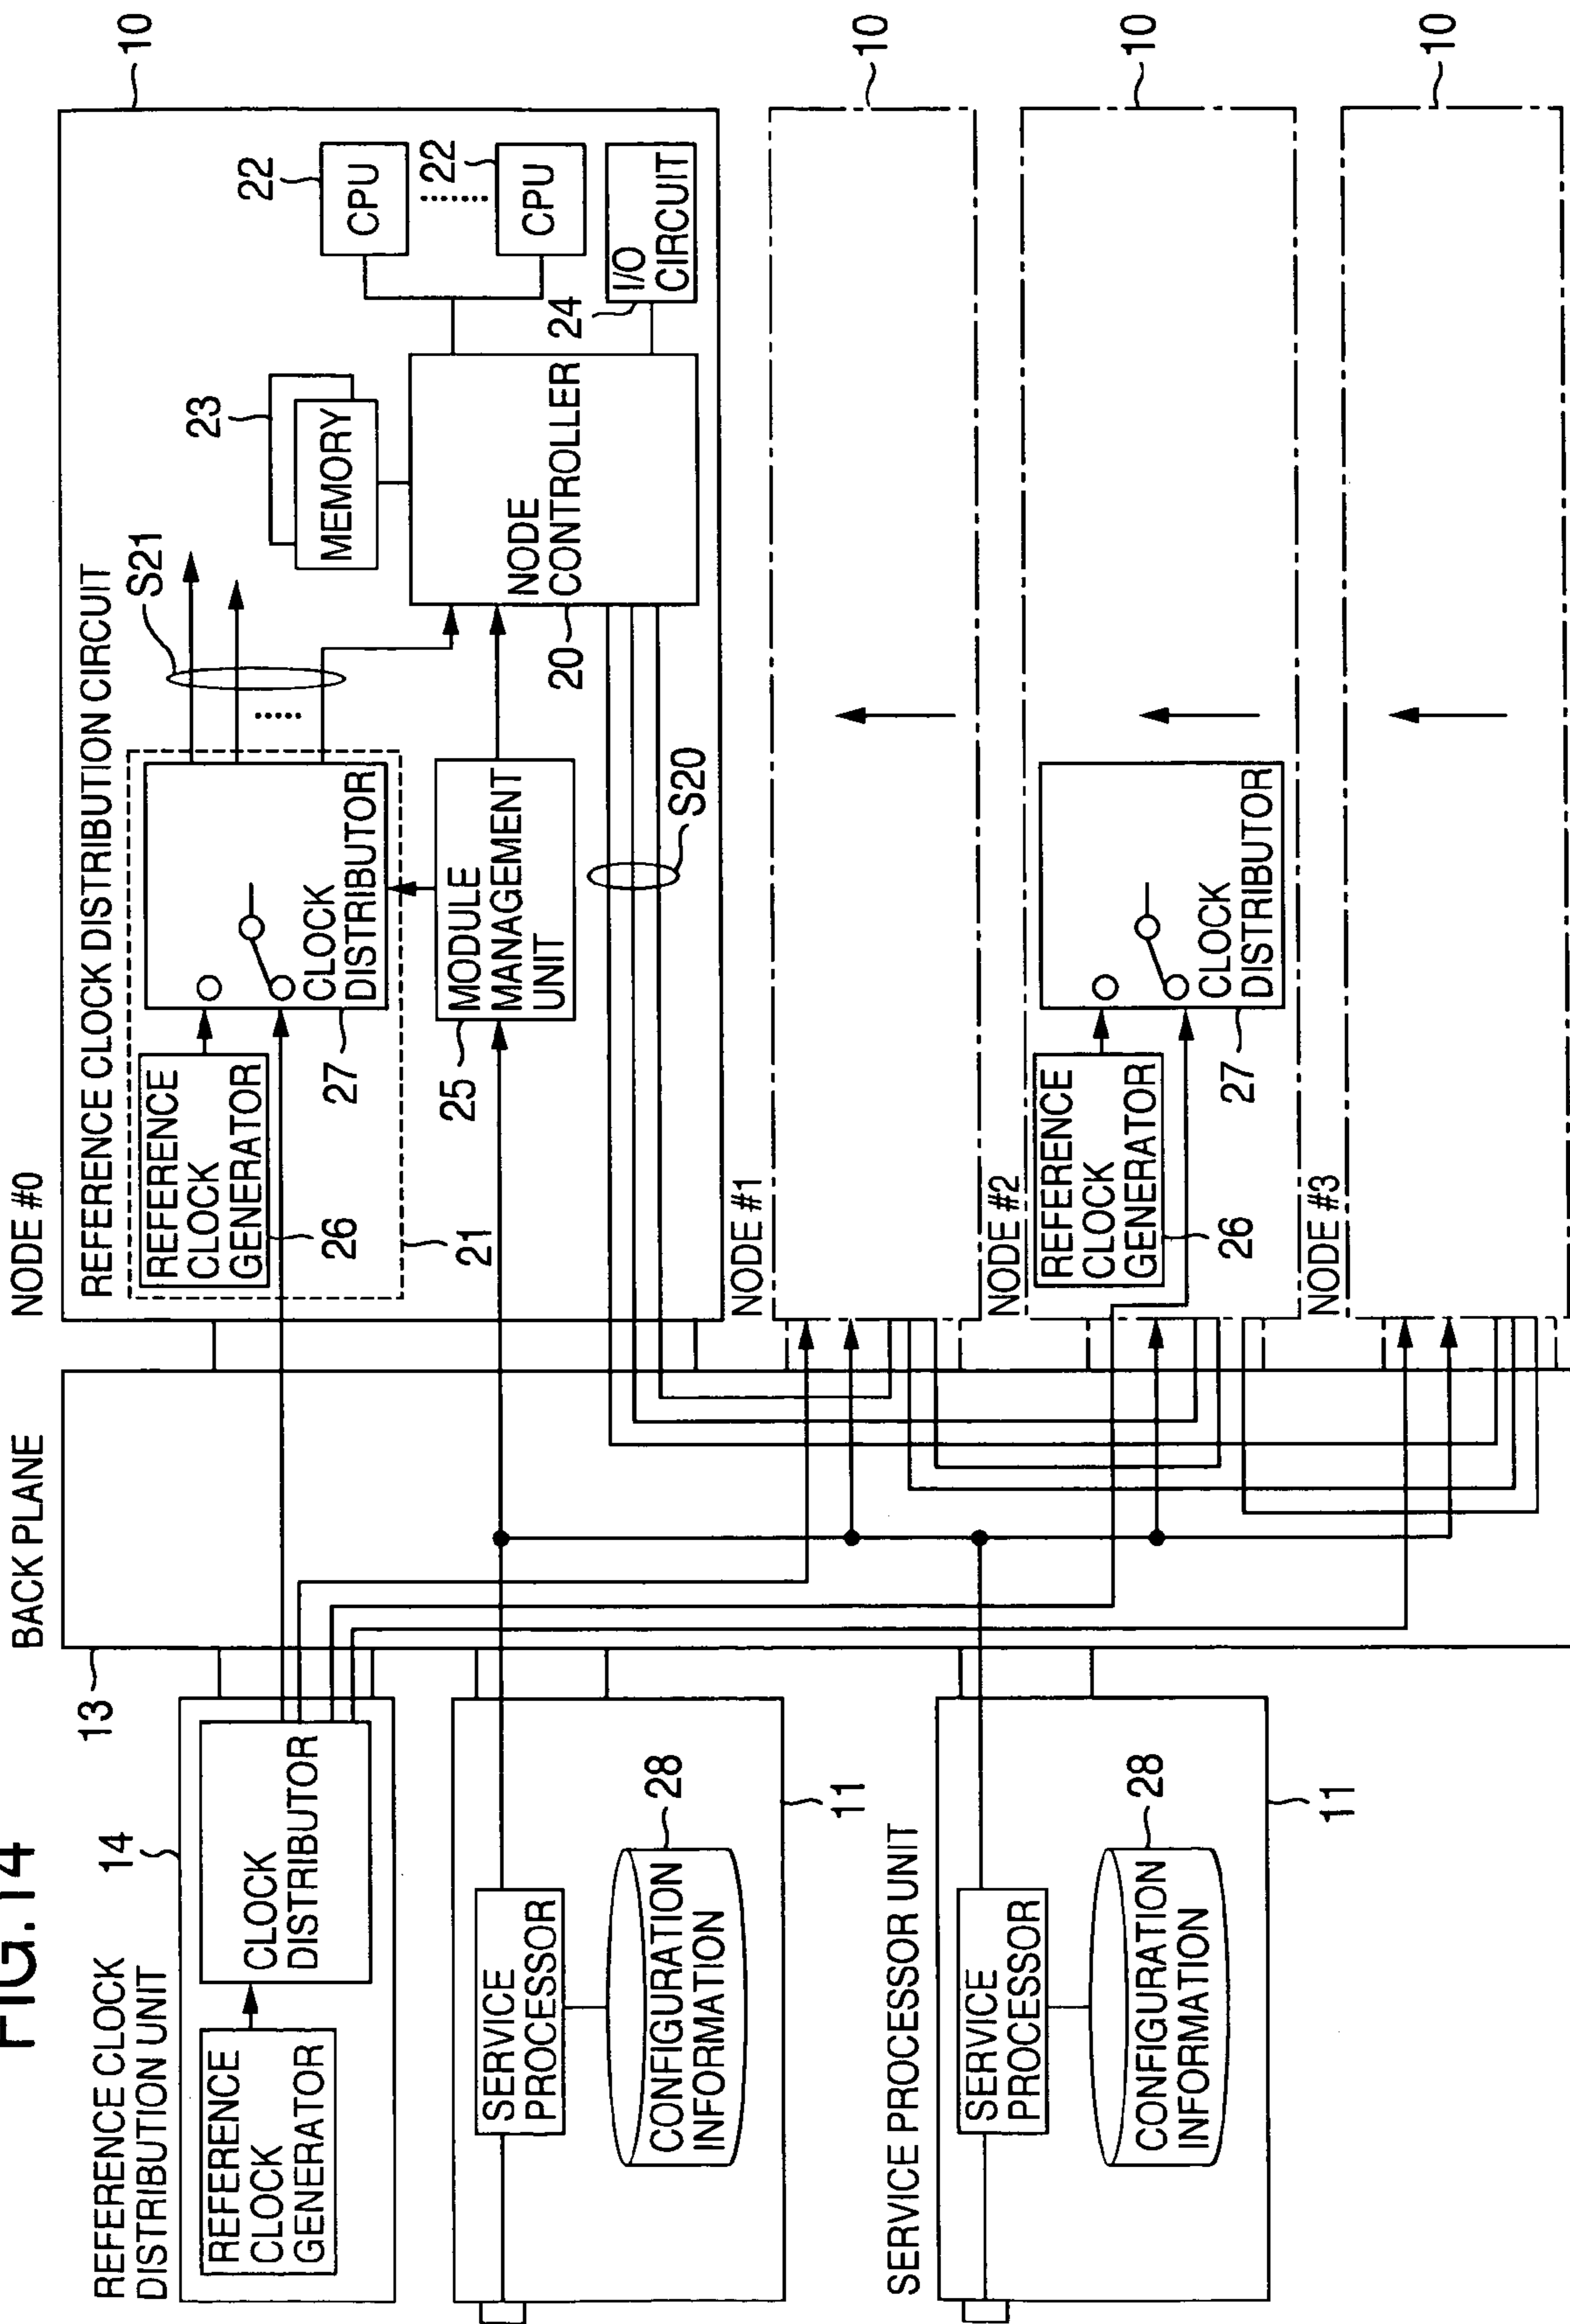 FIG.14
REFERENCE CLOCK
DISTRIBUTION UNIT
14
REFERENCE
CLOCK
GENERATOR
CLOCK
DISTRIBUTOR
13
BACK PLANE
SERVICE
PROCESSOR
CONFIGURATION
INFORMATION
28
11
SERVICE PROCESSOR UNIT
SERVICE
PROCESSOR
CONFIGURATION
INFORMATION
28
11
NODE #0
10
REFERENCE CLOCK DISTRIBUTION CIRCUIT
REFERENCE
CLOCK
GENERATOR
26
21
CLOCK
DISTRIBUTOR
27
S21
MODULE
MANAGEMENT
UNIT
25
S20
NODE
CONTROLLER
20
MEMORY
23
22
CPU
22
CPU
I/O
CIRCUIT
24
NODE #1
10
NODE #2
10
REFERENCE
CLOCK
GENERATOR
26
CLOCK
DISTRIBUTOR
27
NODE #3
10